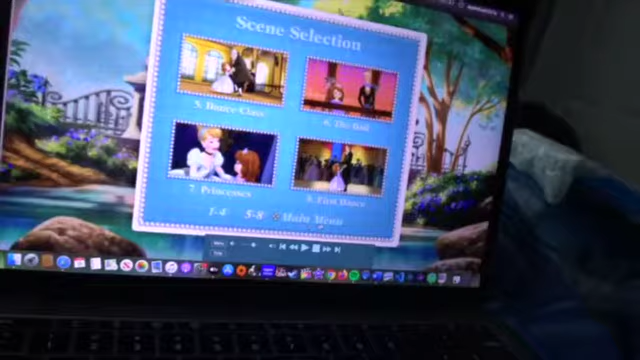 Scene Selection
5. Dance Class
6. The Ball
7. Princesses
8. First Dance
1-4 5-8 Main Menu